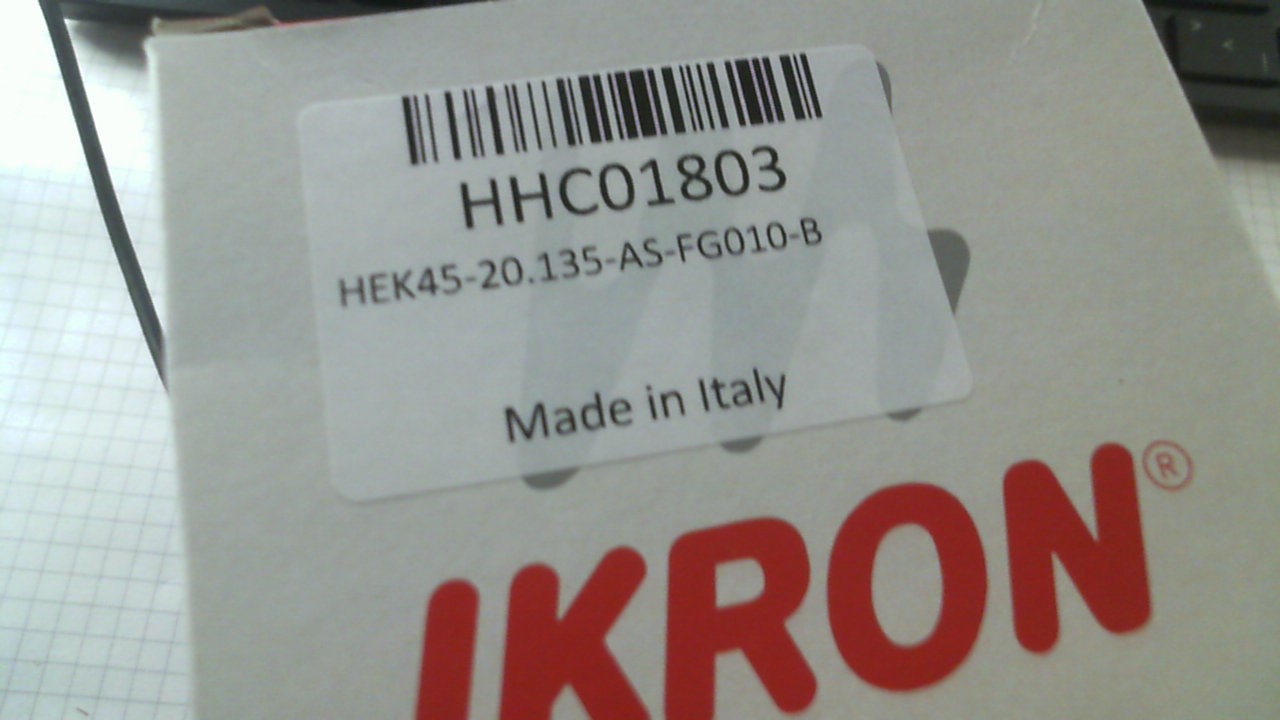 HHC01803
HEK45-20.135-AS-FG010-B
Made in Italy
IKRON®